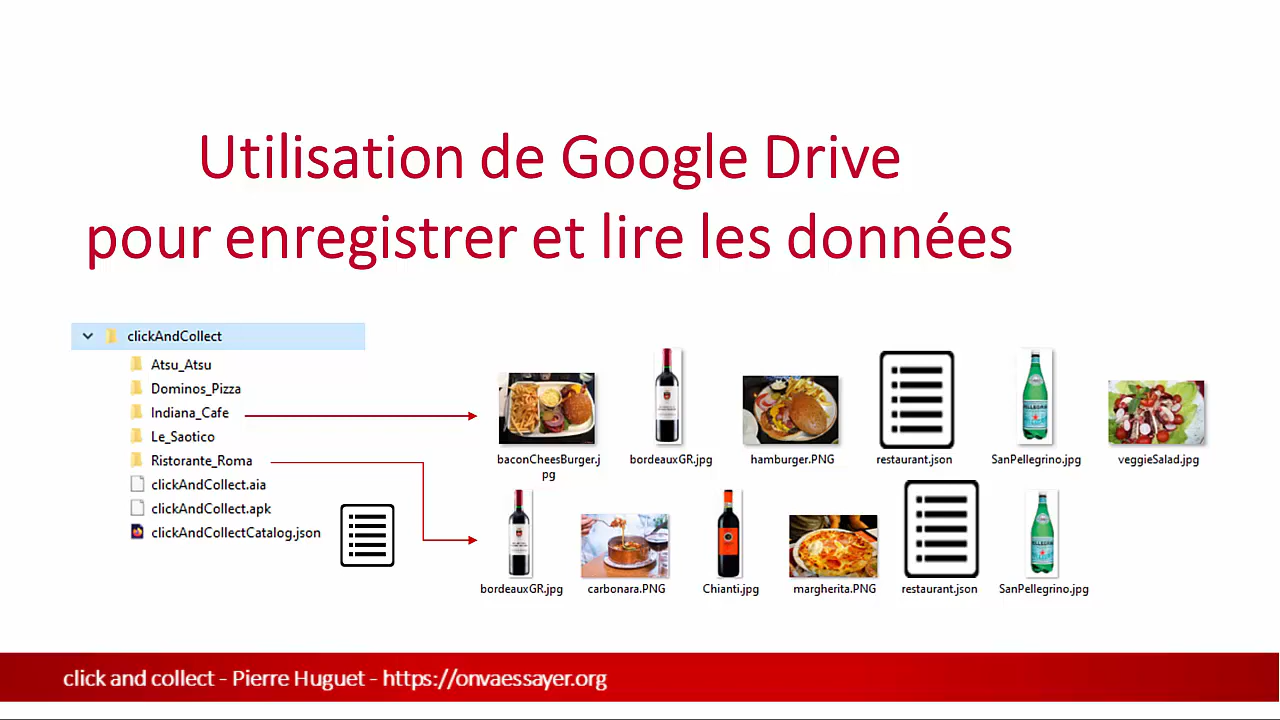 Utilisation de Google Drive
pour enregistrer et lire les données
clickAndCollect
Atsu_Atsu
Dominos_Pizza
Indiana_Cafe
Le_Saotico
Ristorante_Roma
clickAndCollect.aia
clickAndCollect.apk
clickAndCollectCatalog.json
baconCheesBurger.j
pg
bordeauxGR.jpg
hamburger.PNG
restaurant.json
SanPellegrino.jpg
veggieSalad.jpg
bordeauxGR.jpg
carbonara.PNG
Chianti.jpg
margherita.PNG
restaurant.json
SanPellegrino.jpg
click and collect - Pierre Huguet - https://onvaessayer.org